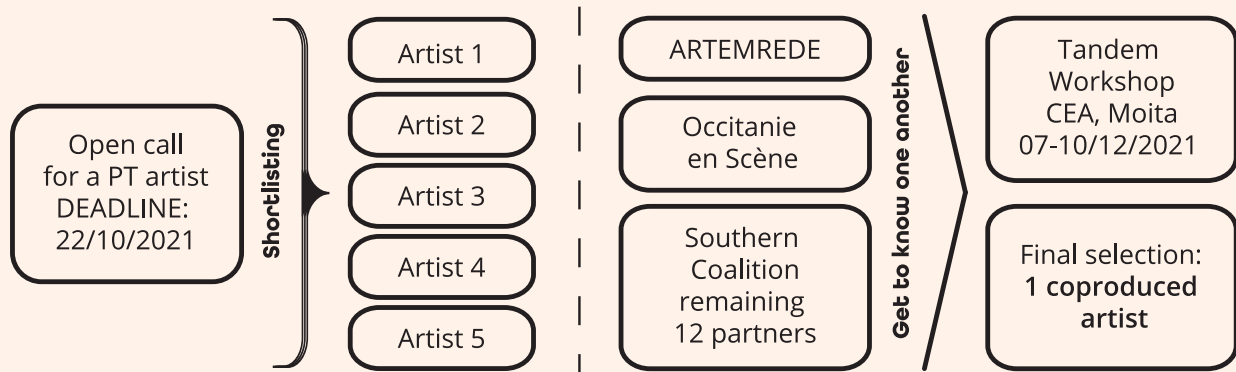 Open call
for a PT artist
DEADLINE:
22/10/2021
Shortlisting
Artist 1
Artist 2
Artist 3
Artist 4
Artist 5
ARTEMREDE
Occitanie
en Scène
Southern
Coalition
remaining
12 partners
Get to know one another
Tandem
Workshop
CEA, Moita
07-10/12/2021
Final selection:
1 coproduced
artist